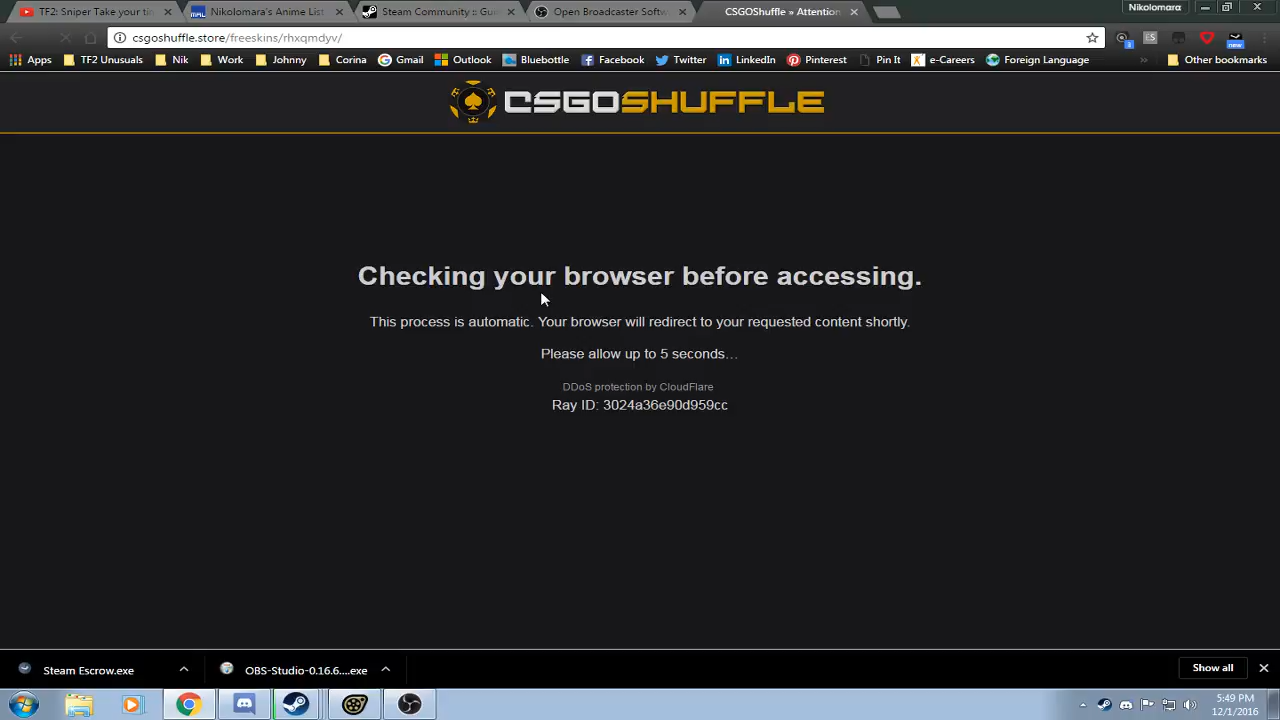 TF2: Sniper Take your tin
Nikolomara's Anime List
Steam Community :: Gui
Open Broadcaster Softw
CSGOShuffle » Attention
Nikolomara
csgoshuffle.store/freeskins/rhxqmdyv/
3
new
Apps
TF2 Unusuals
Nik
Work
Johnny
Corina
Gmail
Outlook
Bluebottle
Facebook
Twitter
LinkedIn
Pinterest
Pin It
e-Careers
Foreign Language
»
Other bookmarks
CSGOSHUFFLE
Checking your browser before accessing.
This process is automatic. Your browser will redirect to your requested content shortly.
Please allow up to 5 seconds…
DDoS protection by CloudFlare
Ray ID: 3024a36e90d959cc
Steam Escrow.exe
OBS-Studio-0.16.6....exe
Show all
5:49 PM
12/1/2016